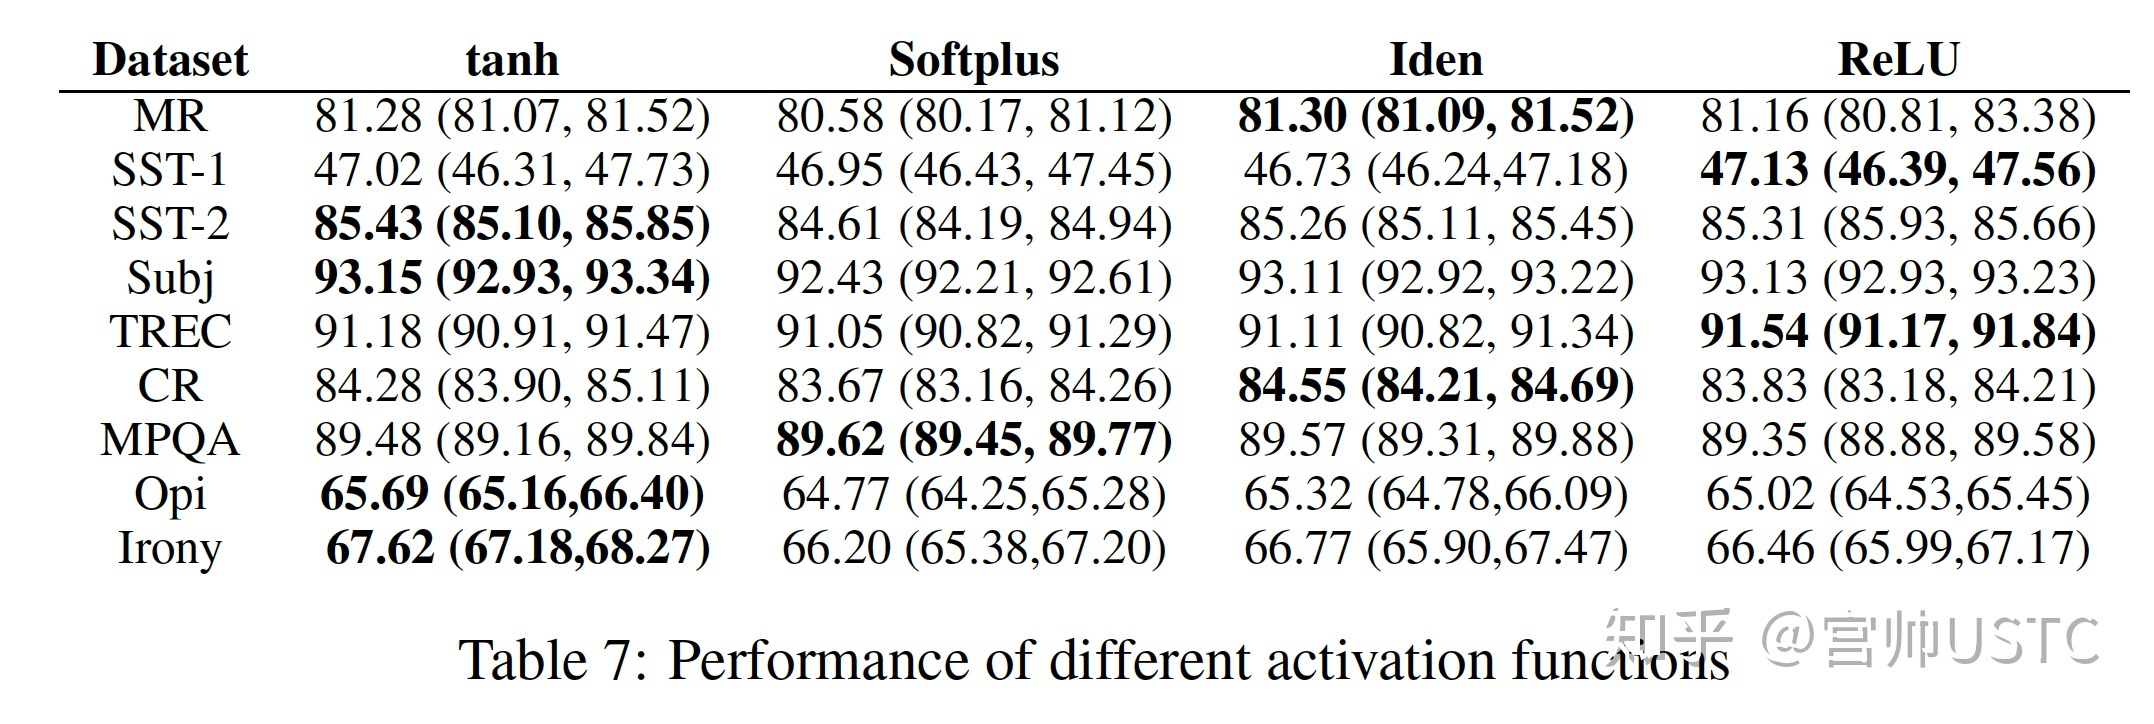 Dataset tanh Softplus Iden ReLU
MR 81.28 (81.07, 81.52) 80.58 (80.17, 81.12) 81.30 (81.09, 81.52) 81.16 (80.81, 83.38)
SST-1 47.02 (46.31, 47.73) 46.95 (46.43, 47.45) 46.73 (46.24,47.18) 47.13 (46.39, 47.56)
SST-2 85.43 (85.10, 85.85) 84.61 (84.19, 84.94) 85.26 (85.11, 85.45) 85.31 (85.93, 85.66)
Subj 93.15 (92.93, 93.34) 92.43 (92.21, 92.61) 93.11 (92.92, 93.22) 93.13 (92.93, 93.23)
TREC 91.18 (90.91, 91.47) 91.05 (90.82, 91.29) 91.11 (90.82, 91.34) 91.54 (91.17, 91.84)
CR 84.28 (83.90, 85.11) 83.67 (83.16, 84.26) 84.55 (84.21, 84.69) 83.83 (83.18, 84.21)
MPQA 89.48 (89.16, 89.84) 89.62 (89.45, 89.77) 89.57 (89.31, 89.88) 89.35 (88.88, 89.58)
Opi 65.69 (65.16,66.40) 64.77 (64.25,65.28) 65.32 (64.78,66.09) 65.02 (64.53,65.45)
Irony 67.62 (67.18,68.27) 66.20 (65.38,67.20) 66.77 (65.90,67.47) 66.46 (65.99,67.17)
Table 7: Performance of different activation functions
知乎 @宫帅USTC